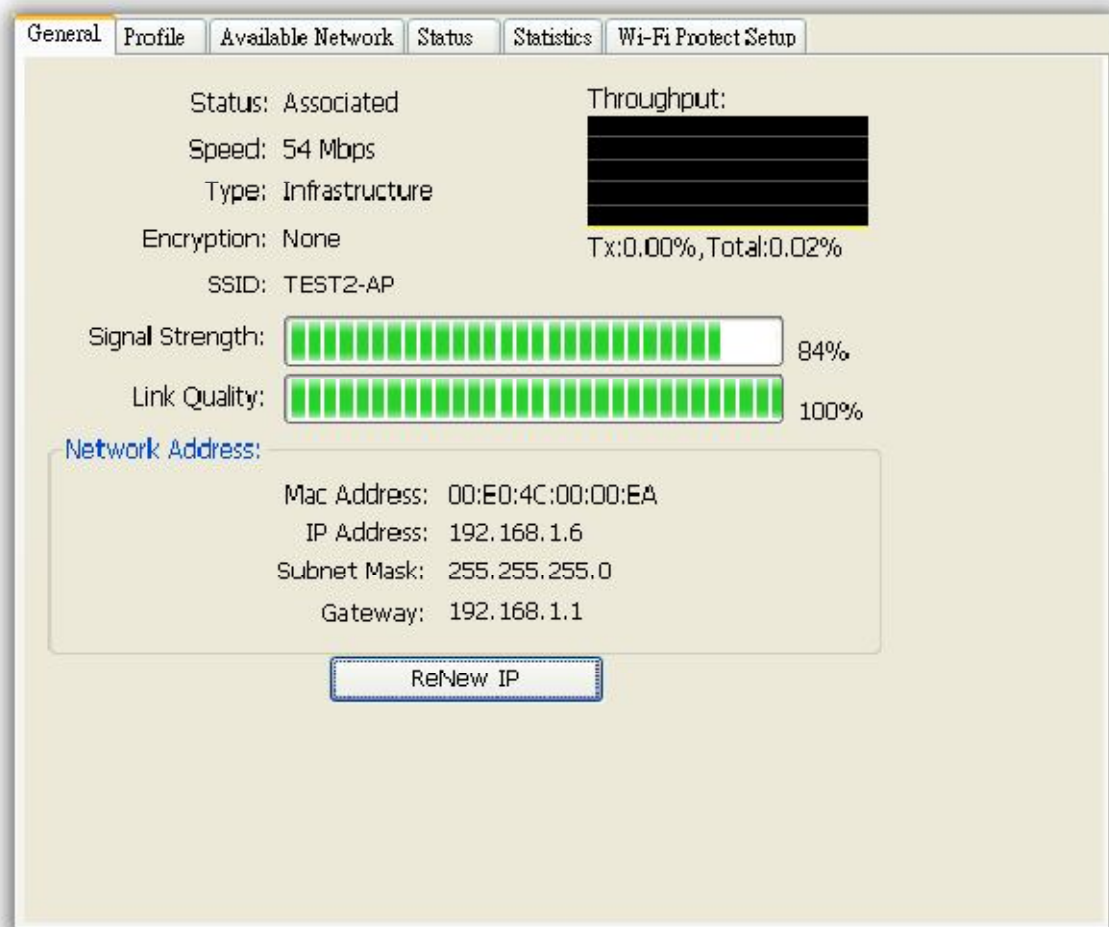 General Profile Available Network Status Statistics Wi-Fi Protect Setup
Status: Associated
Throughput:
Speed: 54 Mbps
Type: Infrastructure
Encryption: None
Tx:0.00%, Total:0.02%
SSID: TEST2-AP
Signal Strength: 84%
Link Quality: 100%
Network Address:
Mac Address: 00:E0:4C:00:00:EA
IP Address: 192.168.1.6
Subnet Mask: 255.255.255.0
Gateway: 192.168.1.1
ReNew IP